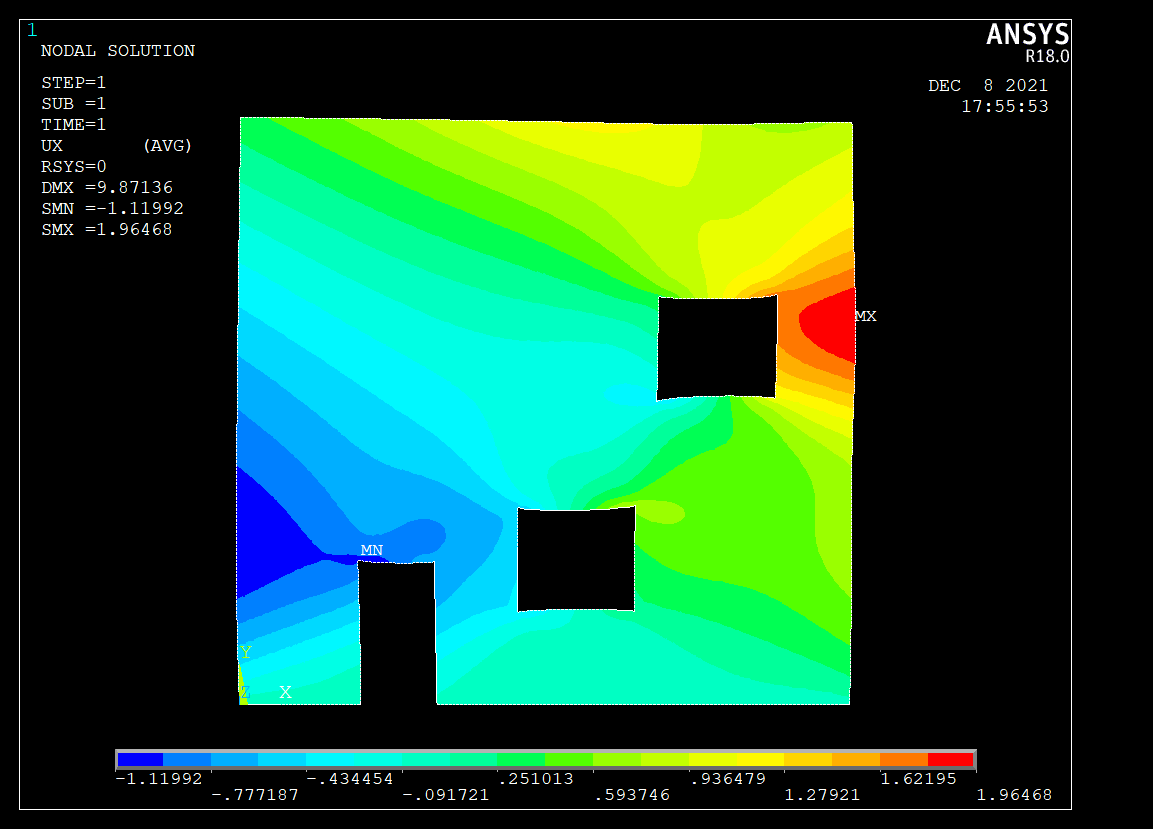 1
ANSYS
R18.0
NODAL SOLUTION
STEP=1
SUB =1
TIME=1
UX (AVG)
RSYS=0
DMX =9.87136
SMN =-1.11992
SMX =1.96468
DEC 8 2021
17:55:53
MX
MN
Y
Z X
-1.11992 -.434454 .251013 .936479 1.62195
-.777187 -.091721 .593746 1.27921 1.96468